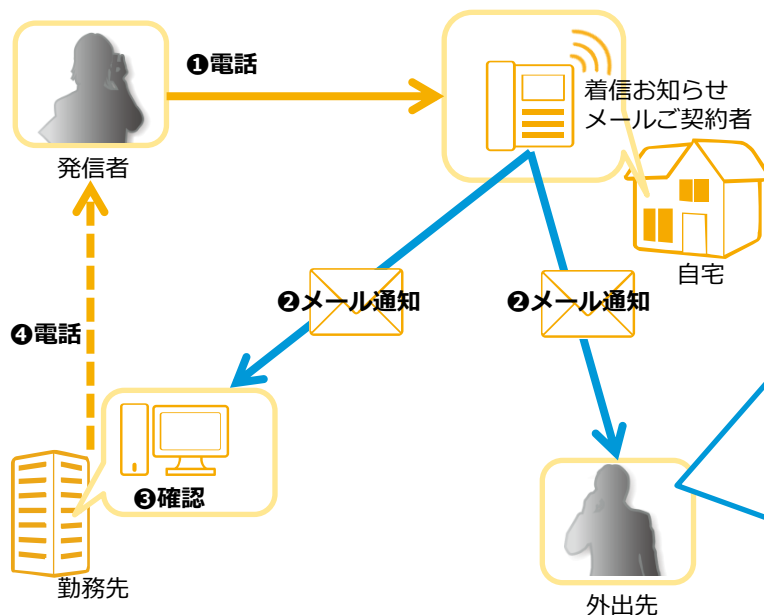 ❶電話
着信お知らせ
メールご契約者
発信者
自宅
❷メール通知
❷メール通知
❹電話
❸確認
勤務先
外出先